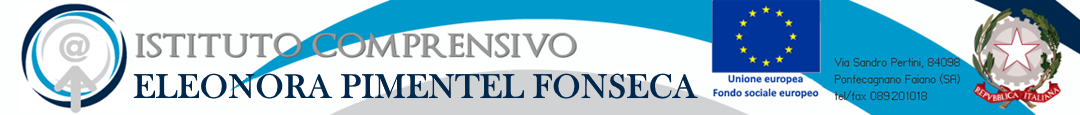 @
ISTITUTO COMPRENSIVO
ELEONORA PIMENTEL FONSECA
Unione europea
Fondo sociale europeo
Via Sandro Pertini, 84098
Pontecagnano Faiano (SA)
tel/fax 089201018
REPVBBLICA ITALIANA